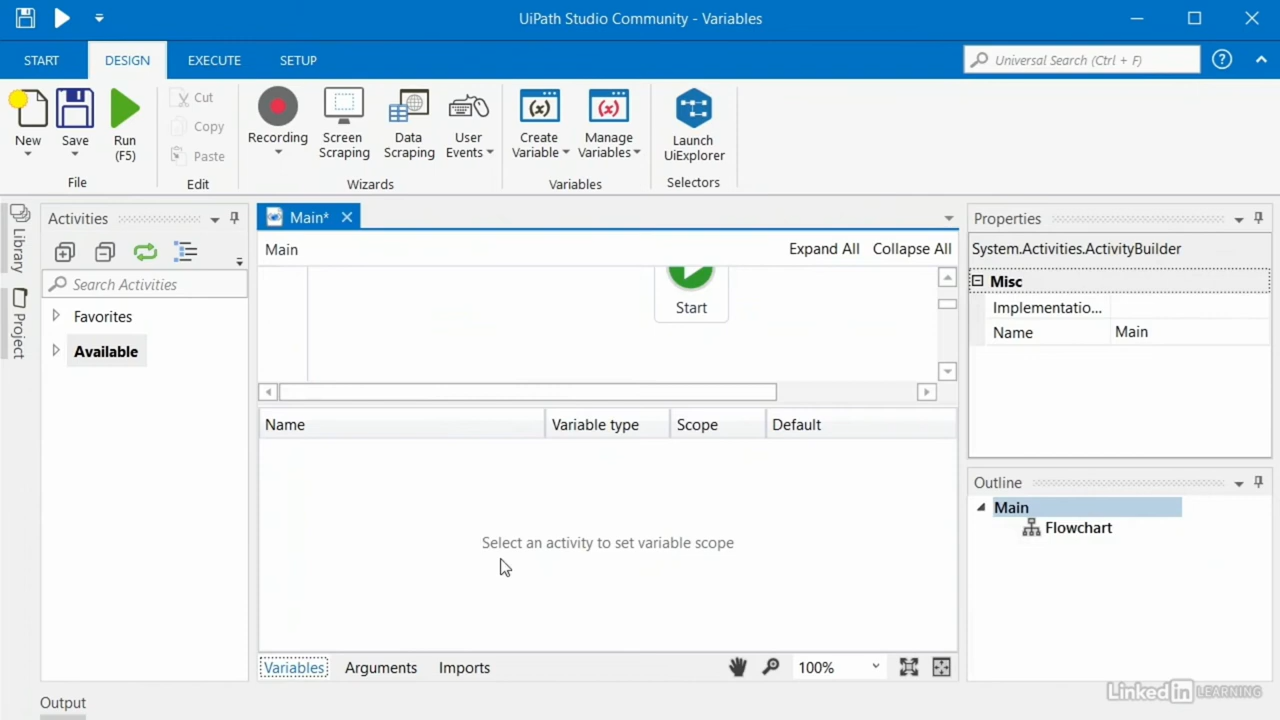 UiPath Studio Community - Variables
START
DESIGN
EXECUTE
SETUP
Universal Search (Ctrl + F)
?
New
Save
Run
(F5)
File
Cut
Copy
Paste
Edit
Recording
Screen
Scraping
Data
Scraping
User
Events
Wizards
(x)
Create
Variable
(x)
Manage
Variables
Variables
Launch
UiExplorer
Selectors
Library
Project
Activities
Search Activities
Favorites
Available
Main*
Main
Expand All
Collapse All
Start
Name
Variable type
Scope
Default
Select an activity to set variable scope
Variables
Arguments
Imports
100%
Properties
System.Activities.ActivityBuilder
Misc
Implementatio...
Name
Main
Outline
Main
Flowchart
Output
Linked in LEARNING